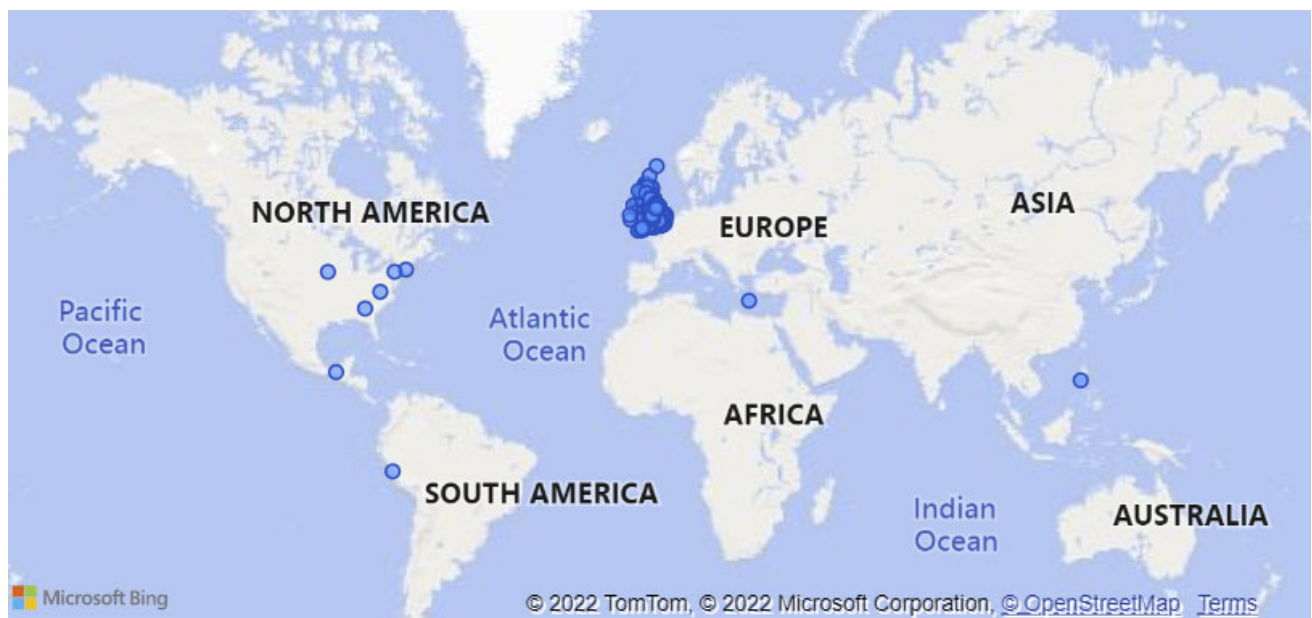 NORTH AMERICA
EUROPE
ASIA
Pacific
Ocean
Atlantic
Ocean
AFRICA
SOUTH AMERICA
Indian
Ocean
AUSTRALIA
Microsoft Bing
© 2022 TomTom, © 2022 Microsoft Corporation, © OpenStreetMap Terms